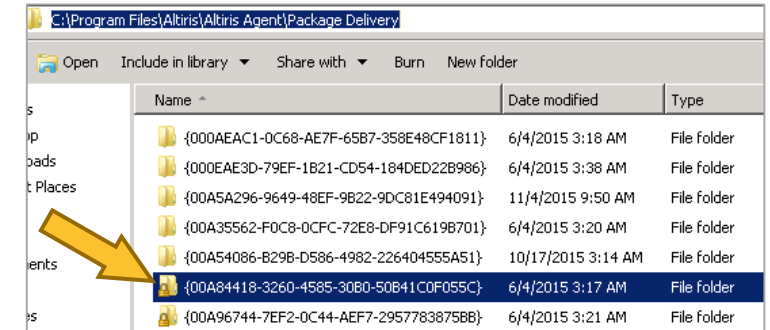 C:\Program Files\Altiris\Altiris Agent\Package Delivery
Open Include in library Share with Burn New folder
Name Date modified Type
{000AEAC1-0C68-AE7F-65B7-358E48CF1811} 6/4/2015 3:18 AM File folder
{000EAE3D-79EF-1B21-CD54-184DED22B986} 6/4/2015 3:38 AM File folder
oads {00A5A296-9649-48EF-9B22-9DC81E494091} 11/4/2015 9:50 AM File folder
t Places {00A35562-F0C8-0CFC-72E8-DF91C619B701} 6/4/2015 3:20 AM File folder
ents {00A54086-B29B-D586-4982-226404555A51} 10/17/2015 3:14 AM File folder
{00A84418-3260-4585-30B0-50B41C0F055C} 6/4/2015 3:17 AM File folder
{00A96744-7EF2-0C44-AEF7-2957783875BB} 6/4/2015 3:21 AM File folder